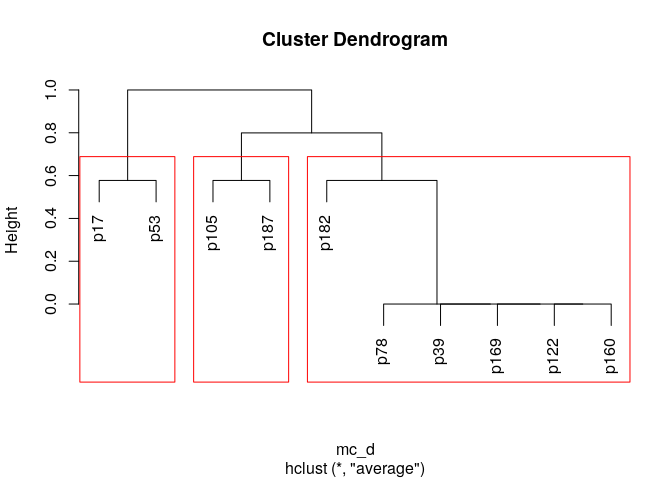 Cluster Dendrogram
Height
1.0
0.8
0.6
0.4
0.2
0.0
p17
p53
p105
p187
p182
p78
p39
p169
p122
p160
mc_d
hclust (*, "average")